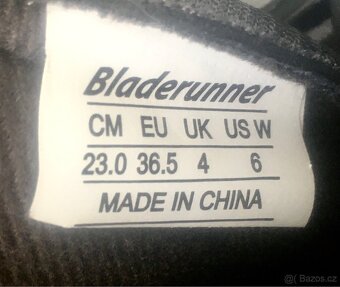 Bladerunner
CM EU UK US W
23.0 36.5 4 6
MADE IN CHINA
Bazos.cz